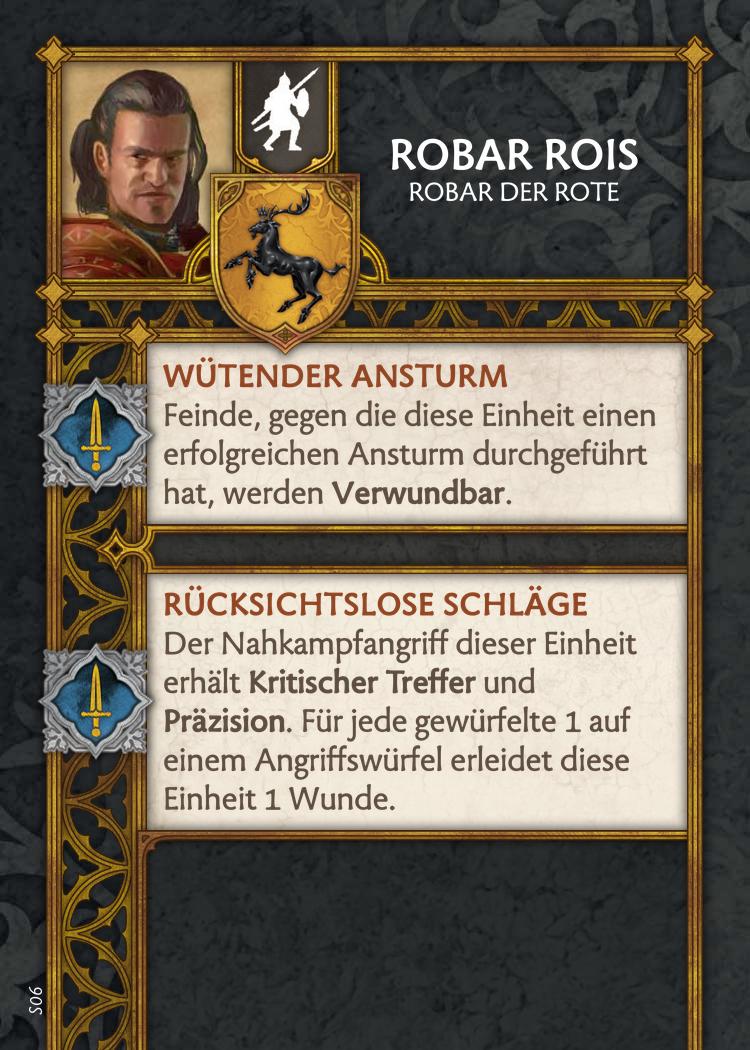 ROBAR ROIS
ROBAR DER ROTE
WÜTENDER ANSTURM
Feinde, gegen die diese Einheit einen
erfolgreichen Ansturm durchgeführt
hat, werden Verwundbar.
RÜCKSICHTSLOSE SCHLÄGE
Der Nahkampfangriff dieser Einheit
erhält Kritischer Treffer und
Präzision. Für jede gewürfelte 1 auf
einem Angriffswürfel erleidet diese
Einheit 1 Wunde.
S06